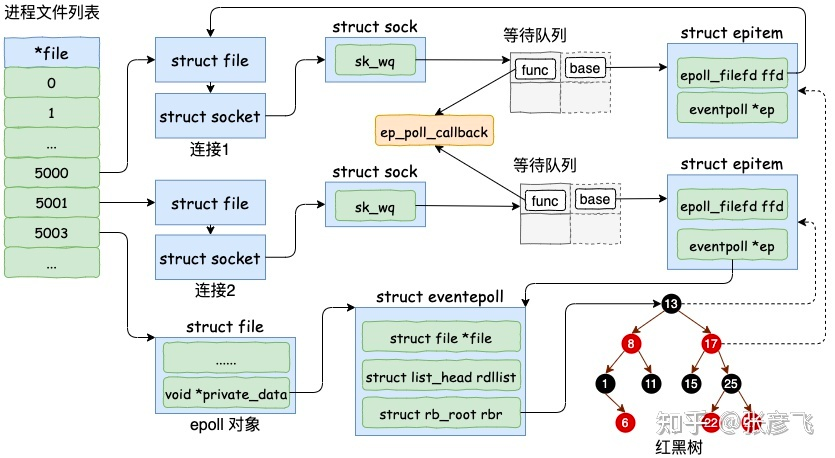 进程文件列表
*file
0
1
...
5000
5001
5003
...
struct file
struct socket
连接1
struct sock
sk_wq
等待队列
func
base
struct epitem
epoll_filefd ffd
eventpoll *ep
ep_poll_callback
struct file
struct socket
连接2
struct sock
sk_wq
等待队列
func
base
struct epitem
epoll_filefd ffd
eventpoll *ep
struct file
......
void *private_data
epoll 对象
struct eventepoll
struct file *file
struct list_head rdllist
struct rb_root rbr
13
8
17
1
11
15
25
6
22
红黑树
知乎 @张彦飞